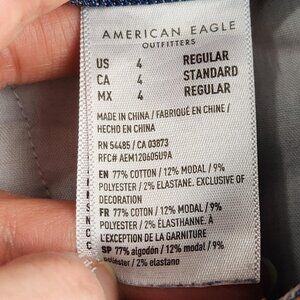 AMERICAN EAGLE
OUTFITTERS
US 4 REGULAR
CA 4 STANDARD
MX 4 REGULAR
MADE IN CHINA / FABRIQUÉ EN CHINE /
HECHO EN CHINA
RN 54485 / CA 03873
RFC# AEM120605U9A
EN 77% COTTON / 12% MODAL / 9%
POLYESTER / 2% ELASTANE. EXCLUSIVE OF
DECORATION
FR 77% COTON / 12% MODAL / 9%
POLYESTER / 2% ÉLASTHANNE. À
L'EXCEPTION DE LA GARNITURE
SP 77% algodón / 12% modal / 9%
poliéster / 2% elastano